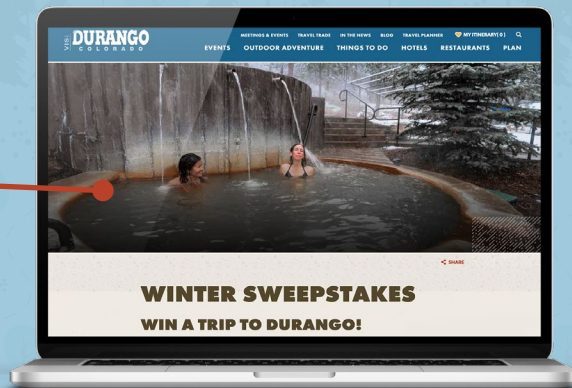 VISIT DURANGO
COLORADO
MEETINGS & EVENTS TRAVEL TRADE IN THE NEWS BLOG TRAVEL PLANNER MY ITINERARY( 0 )
EVENTS OUTDOOR ADVENTURE THINGS TO DO HOTELS RESTAURANTS PLAN
SHARE
WINTER SWEEPSTAKES
WIN A TRIP TO DURANGO!